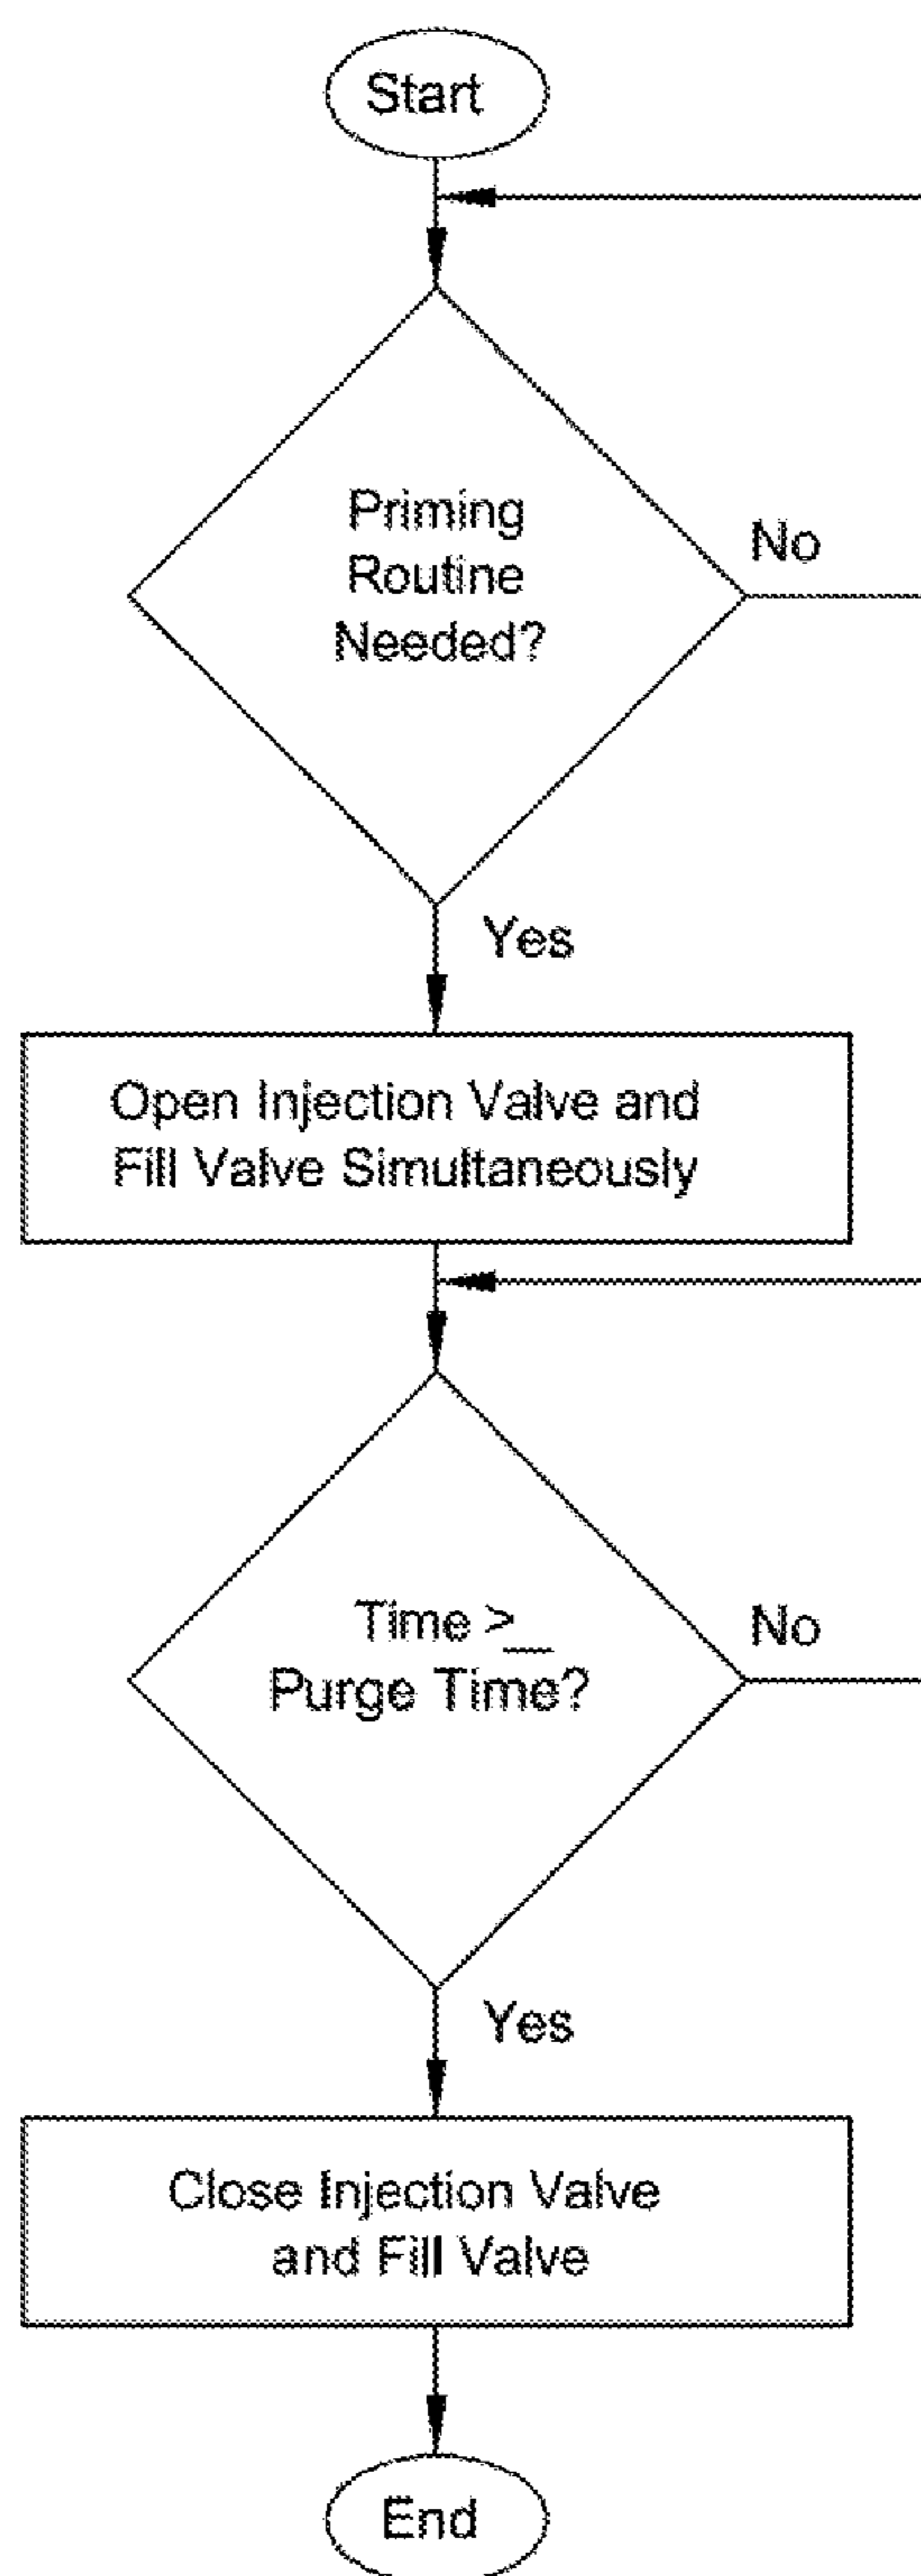 Start
Priming
Routine
Needed?
No
Yes
Open Injection Valve and
Fill Valve Simultaneously
Time >_
Purge Time?
No
Yes
Close Injection Valve
and Fill Valve
End